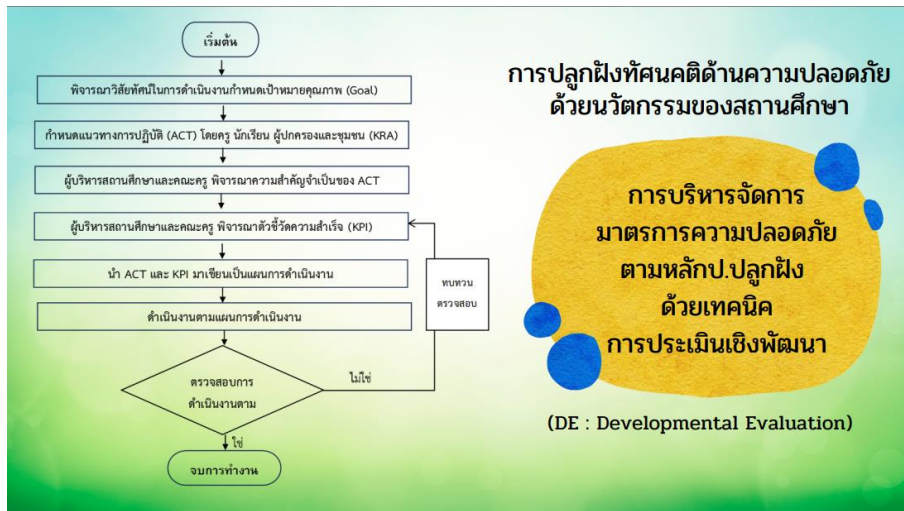 เริ่มต้น
พิจารณาวิสัยทัศน์ในการดำเนินงานกำหนดเป้าหมายคุณภาพ (Goal)
กำหนดแนวทางการปฏิบัติ (ACT) โดยครู นักเรียน ผู้ปกครองและชุมชน (KRA)
ผู้บริหารสถานศึกษาและคณะครู พิจารณาความสำคัญจำเป็นของ ACT
ผู้บริหารสถานศึกษาและคณะครู พิจารณาตัวชี้วัดความสำเร็จ (KPI)
นำ ACT และ KPI มาเขียนเป็นแผนการดำเนินงาน
ดำเนินงานตามแผนการดำเนินงาน
ทบทวน
ตรวจสอบ
ตรวจสอบการ
ดำเนินงานตาม
ไม่ใช่
ใช่
จบการทำงาน
การปลูกฝังทัศนคติด้านความปลอดภัย
ด้วยนวัตกรรมของสถานศึกษา
การบริหารจัดการ
มาตรการความปลอดภัย
ตามหลักป.ปลูกฝัง
ด้วยเทคนิค
การประเมินเชิงพัฒนา
(DE : Developmental Evaluation)